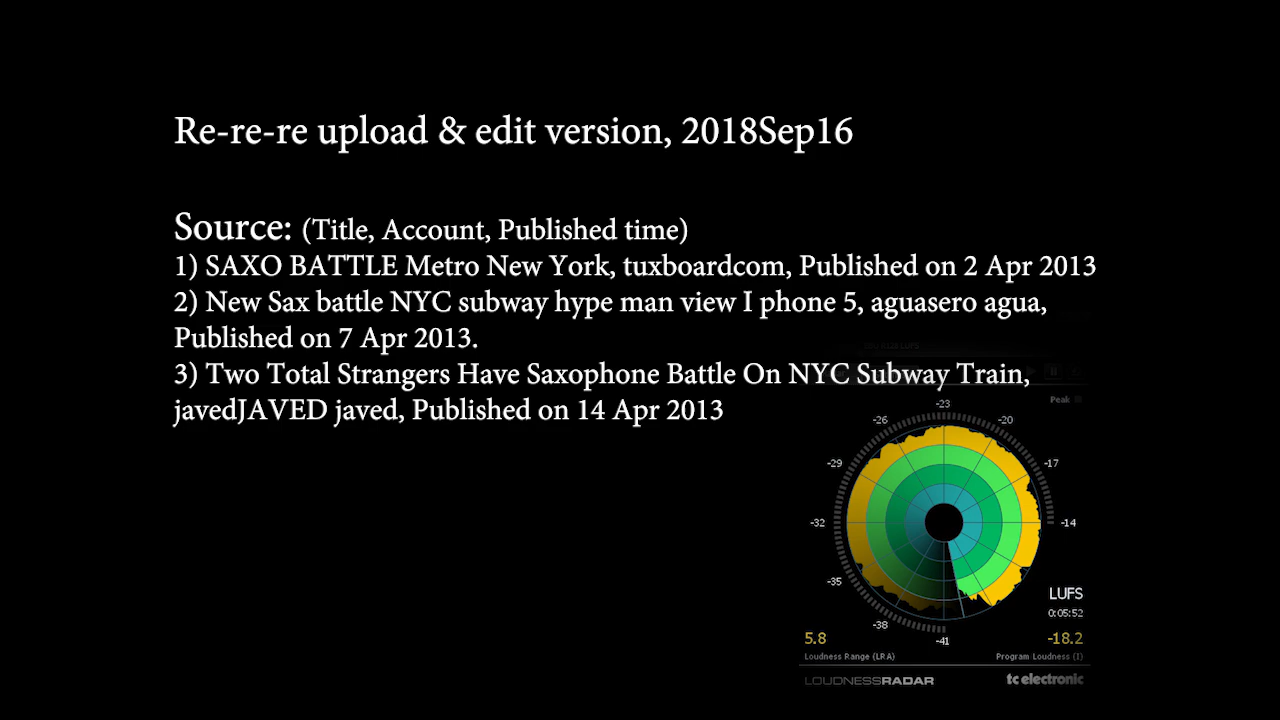 Re-re-re upload & edit version, 2018Sep16
Source: (Title, Account, Published time)
1) SAXO BATTLE Metro New York, tuxboardcom, Published on 2 Apr 2013
2) New Sax battle NYC subway hype man view I phone 5, aguasero agua,
Published on 7 Apr 2013.
3) Two Total Strangers Have Saxophone Battle On NYC Subway Train,
javedJAVED javed, Published on 14 Apr 2013
Peak
-23
-26
-20
-29
-17
-32
-14
-35
LUFS
0:05:52
-38
-41
5.8
-18.2
Loudness Range (LRA)
Program Loudness (I)
LOUDNESSRADAR
tc electronic